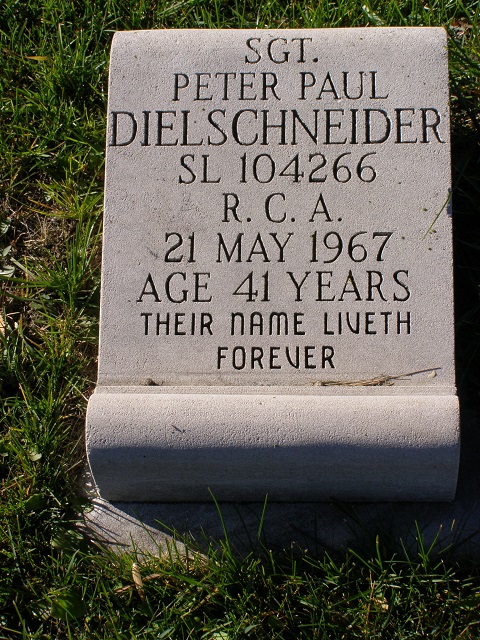 SGT.
PETER PAUL
DIELSCHNEIDER
SL 104266
R. C. A.
21 MAY 1967
AGE 41 YEARS
THEIR NAME LIVETH
FOREVER